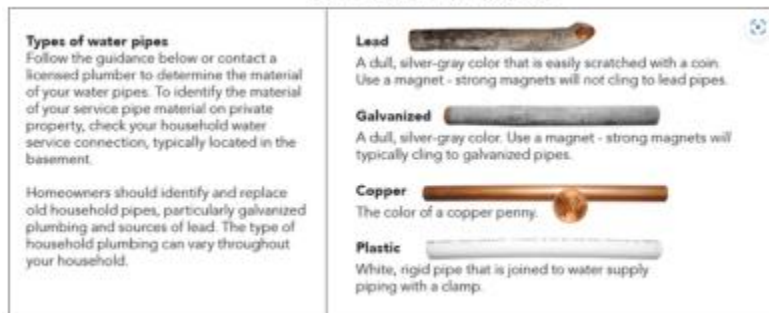 Types of water pipes
Follow the guidance below or contact a
licensed plumber to determine the material
of your water pipes. To identify the material
of your service pipe material on private
property, check your household water
service connection, typically located in the
basement.
Homeowners should identify and replace
old household pipes, particularly galvanized
plumbing and sources of lead. The type of
household plumbing can vary throughout
your household.
Lead
A dull, silver-gray color that is easily scratched with a coin.
Use a magnet - strong magnets will not cling to lead pipes.
Galvanized
A dull, silver-gray color. Use a magnet - strong magnets will
typically cling to galvanized pipes.
Copper
The color of a copper penny.
Plastic
White, rigid pipe that is joined to water supply
piping with a clamp.